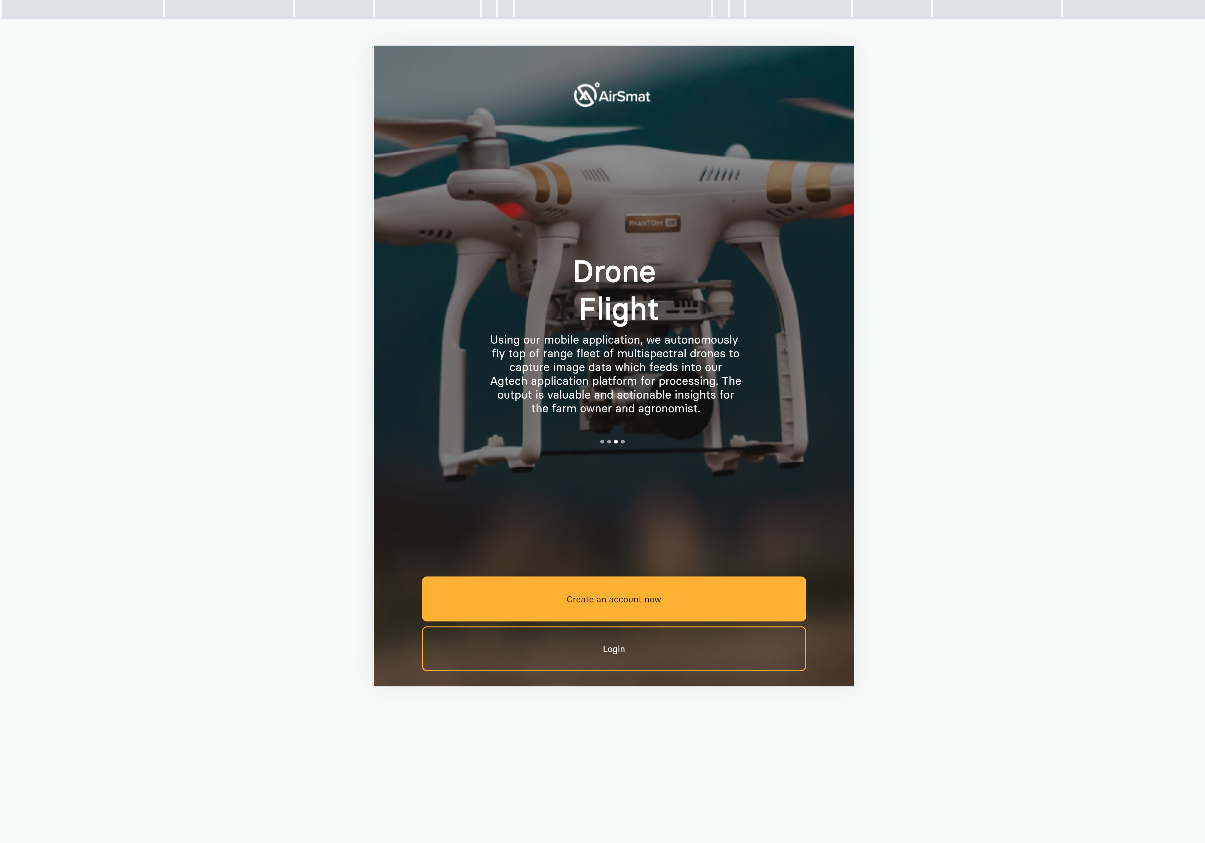 AirSmat
PHANTOM 4K
Drone
Flight
Using our mobile application, we autonomously
fly top of range fleet of multispectral drones to
capture image data which feeds into our
Agtech application platform for processing. The
output is valuable and actionable insights for
the farm owner and agronomist.
Create an account now
Login